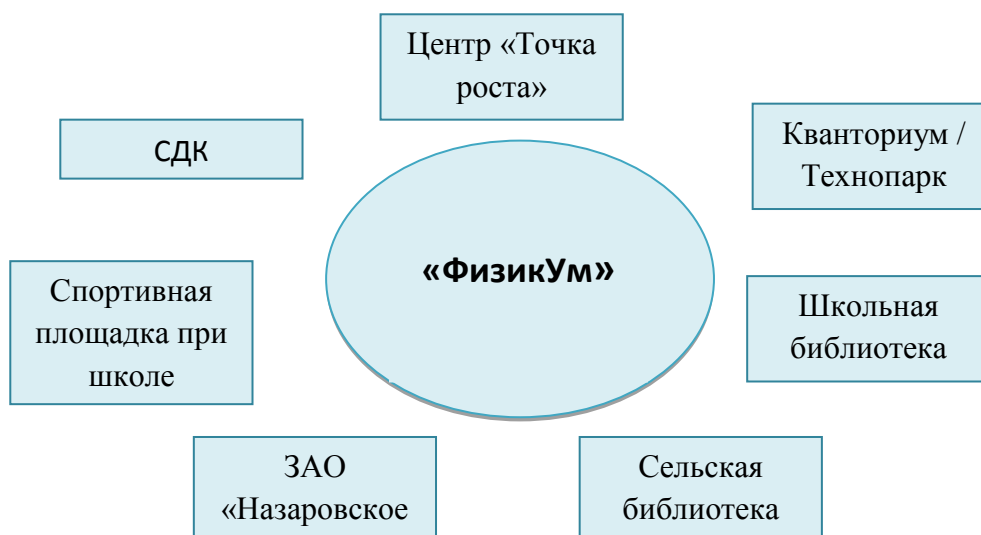 Центр «Точка
роста»
СДК
Кванториум /
Технопарк
«ФизикУм»
Спортивная
площадка при
школе
Школьная
библиотека
ЗАО
«Назаровское
Сельская
библиотека